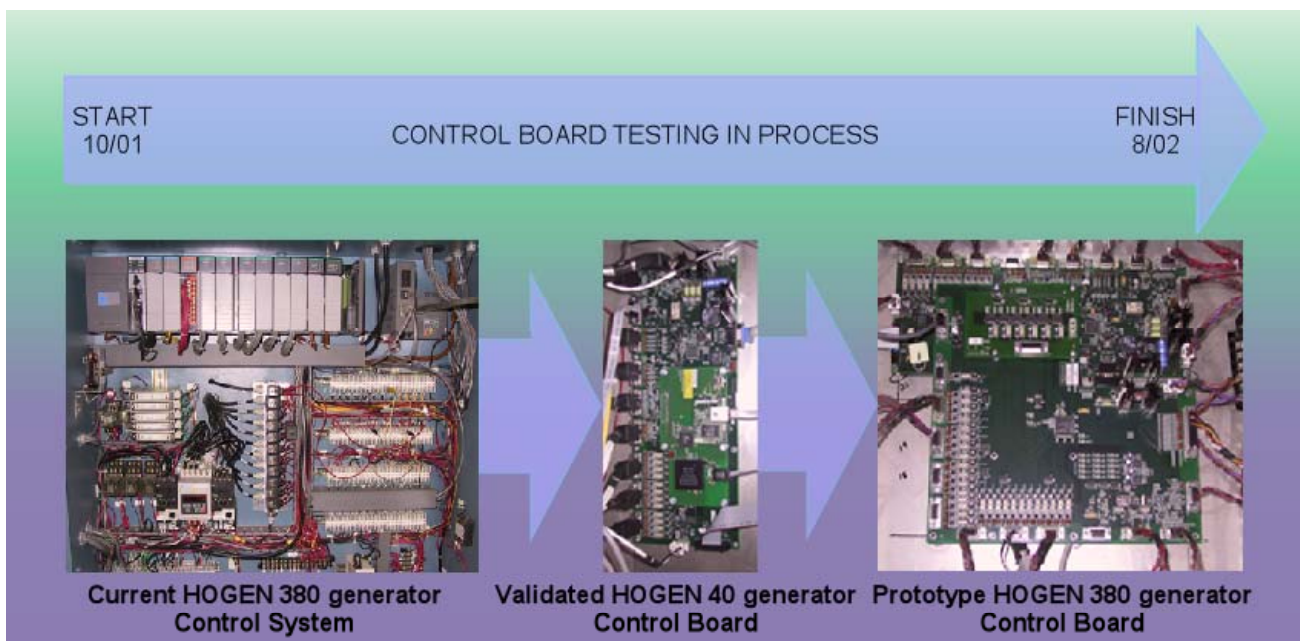 START
10/01
CONTROL BOARD TESTING IN PROCESS
FINISH
8/02
Current HOGEN 380 generator
Control System
Validated HOGEN 40 generator
Control Board
Prototype HOGEN 380 generator
Control Board